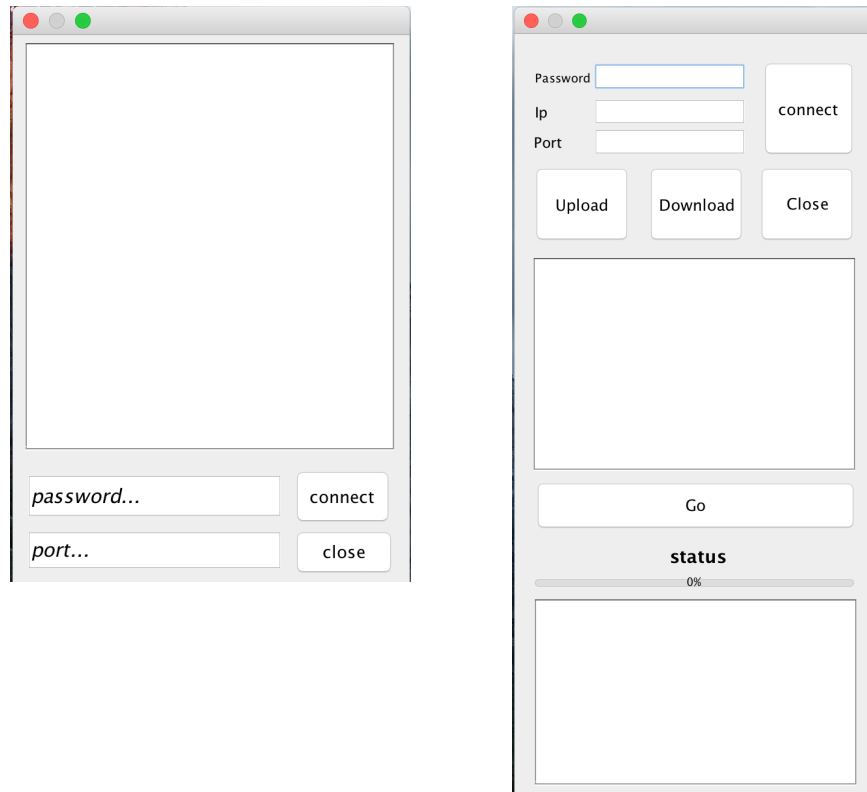 password...
connect
port...
close
Password
Ip
Port
connect
Upload
Download
Close
Go
status
0%